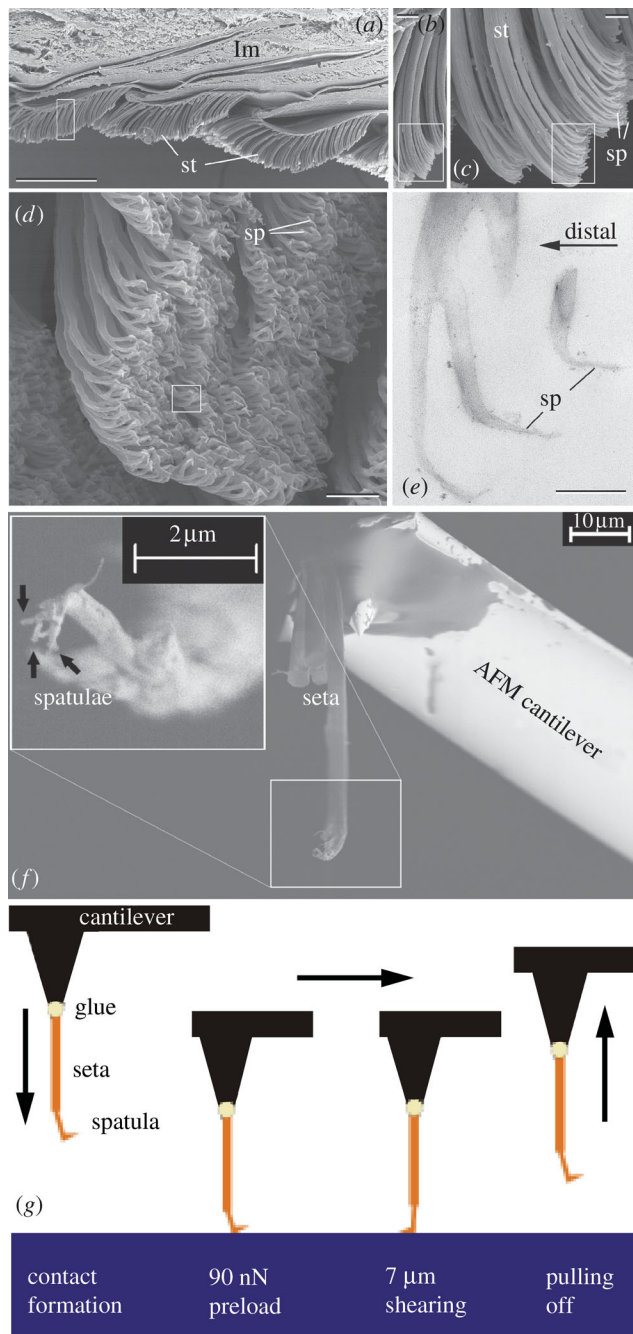 (a)
lm
st
(b)
st
sp
(c)
(d)
sp
distal
sp
(e)
2 μm
spatulae
10 μm
seta
AFM cantilever
(f)
cantilever
glue
seta
spatula
(g)
contact
formation
90 nN
preload
7 μm
shearing
pulling
off